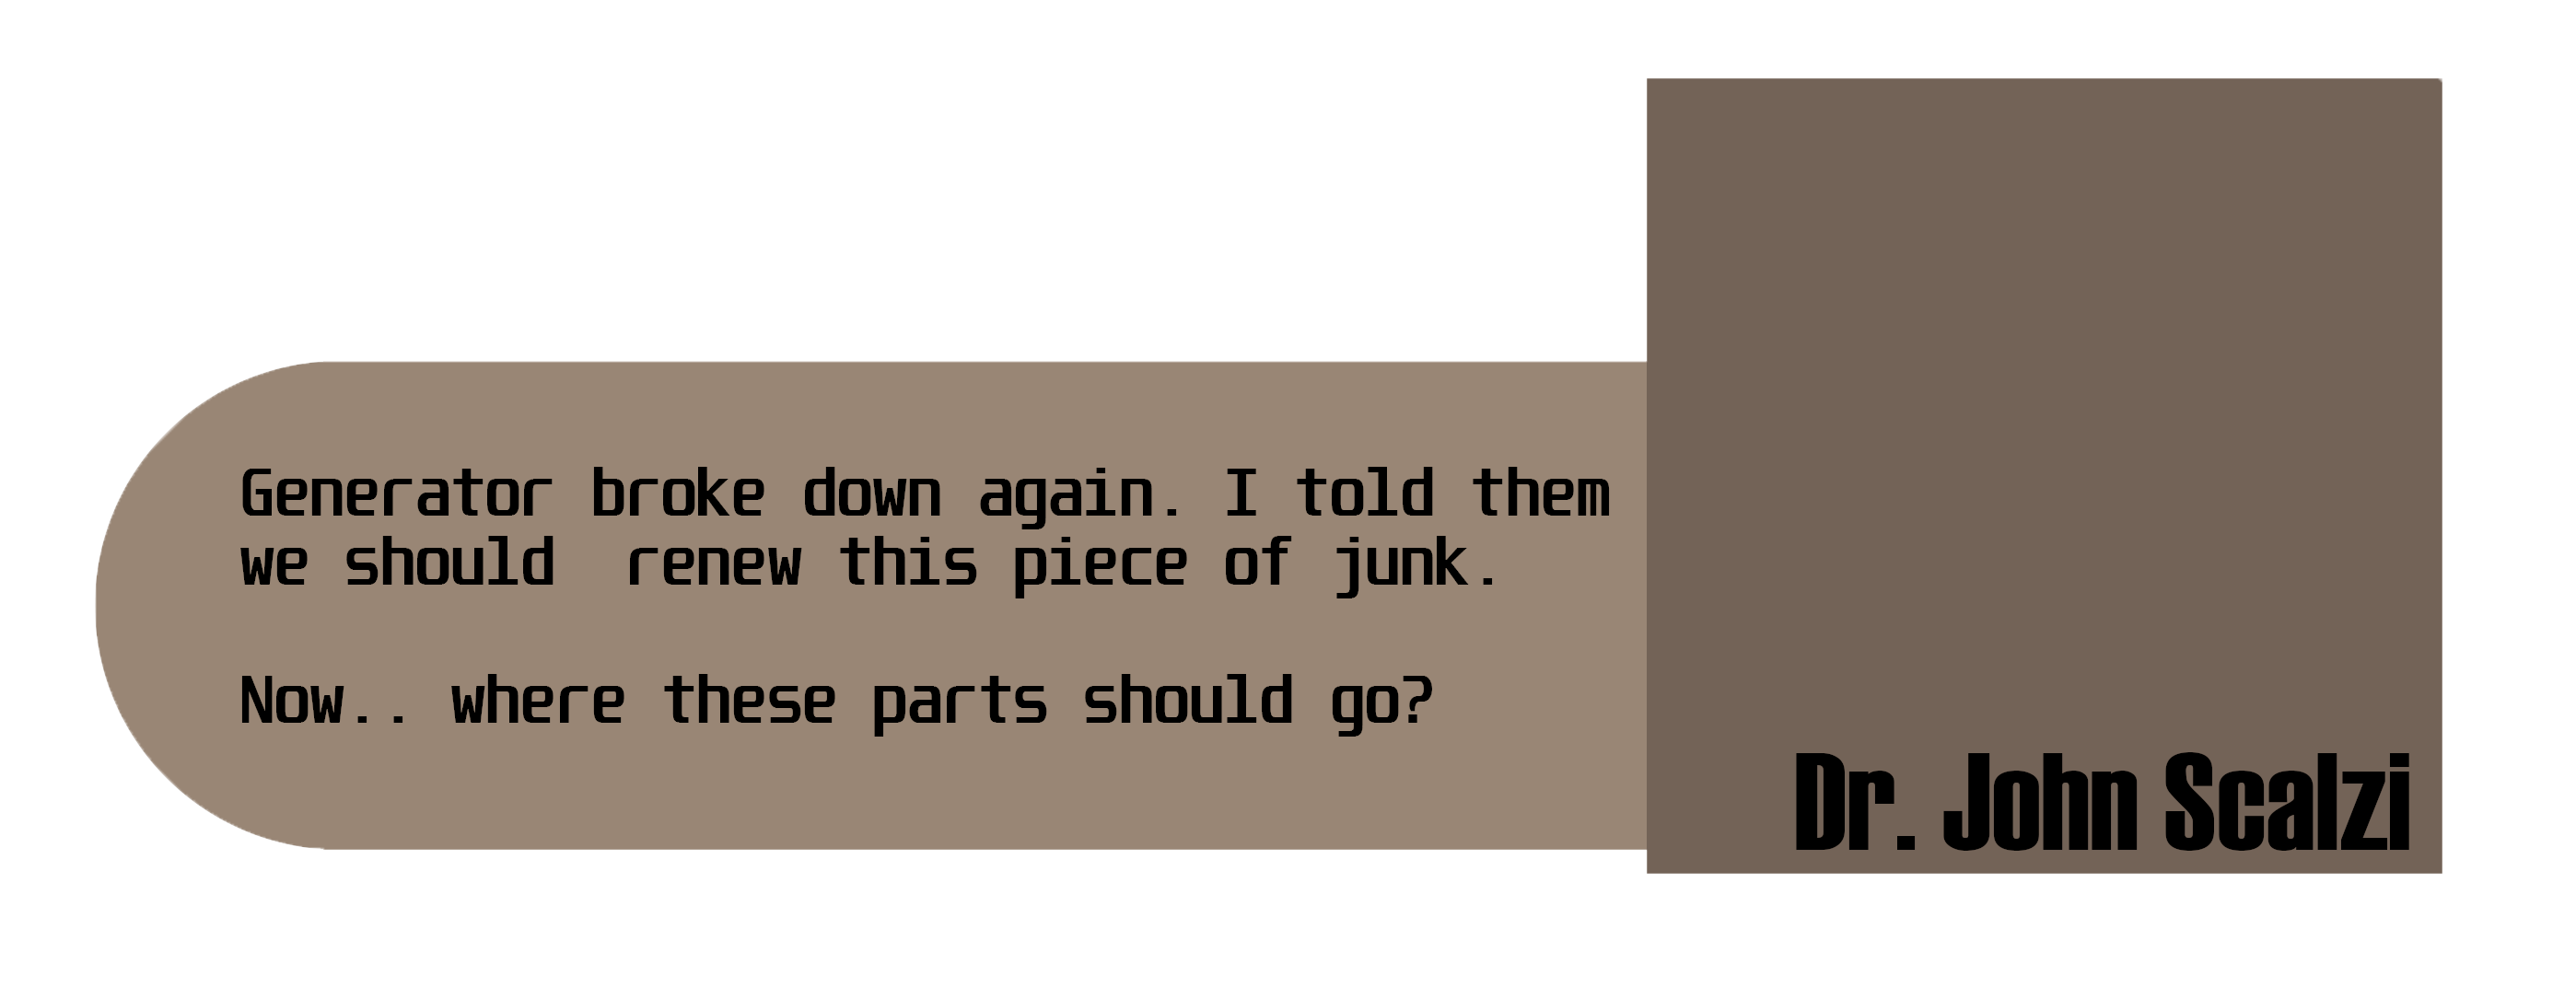 Generator broke down again. I told them
we should  renew this piece of junk.
Now.. where these parts should go?
Dr. John Scalzi